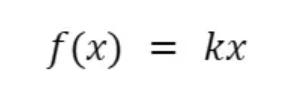 f(x) = kx